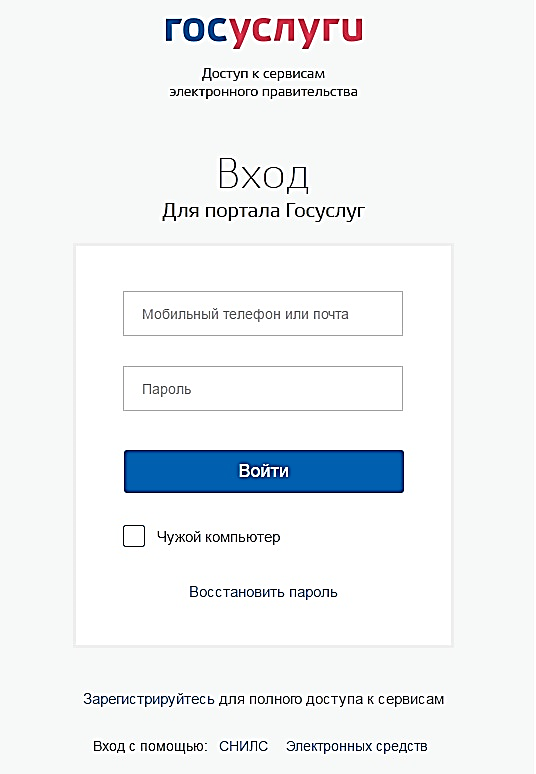 госуслуги
Доступ к сервисам
электронного правительства
Вход
Для портала Госуслуг
Мобильный телефон или почта
Пароль
Войти
Чужой компьютер
Восстановить пароль
Зарегистрируйтесь для полного доступа к сервисам
Вход с помощью: СНИЛС Электронных средств